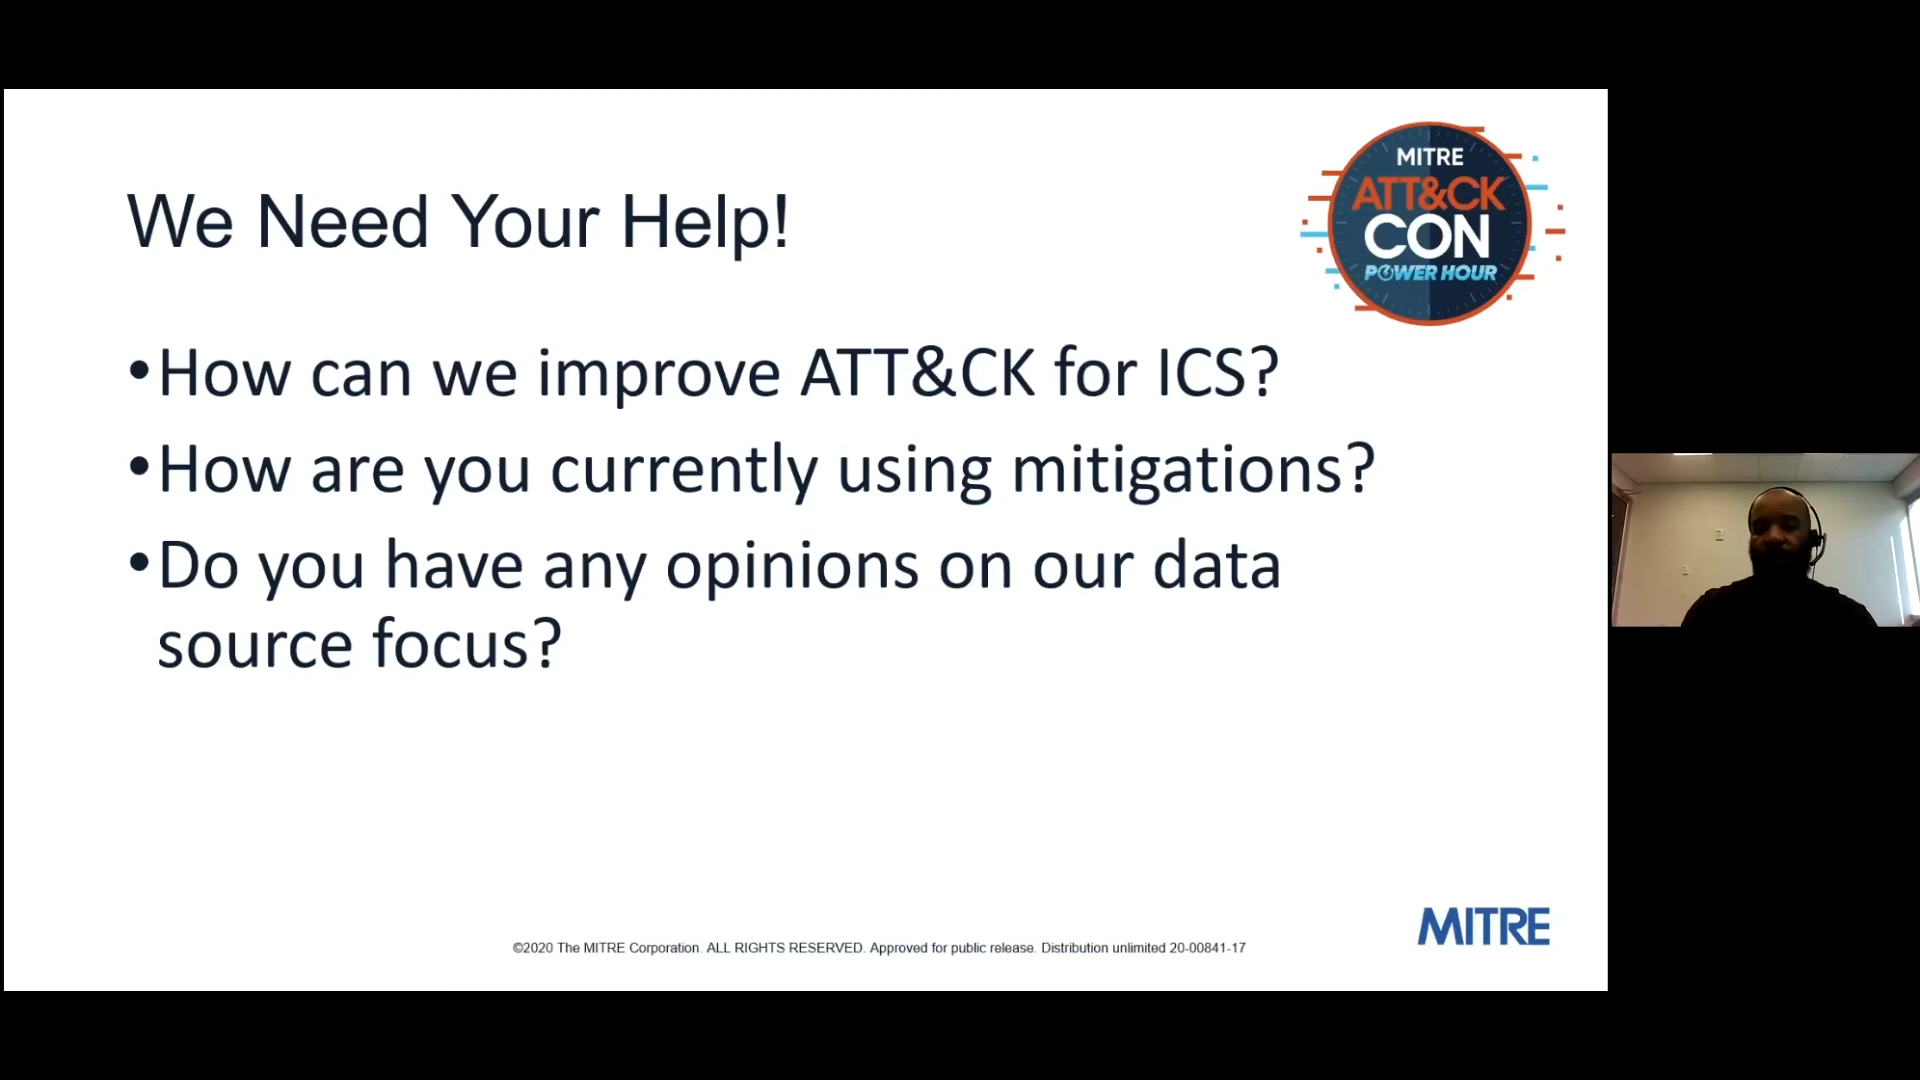 MITRE
ATT&CK
CON
POWER HOUR
We Need Your Help!
•How can we improve ATT&CK for ICS?
•How are you currently using mitigations?
•Do you have any opinions on our data
source focus?
MITRE
©2020 The MITRE Corporation. ALL RIGHTS RESERVED. Approved for public release. Distribution unlimited 20-00841-17